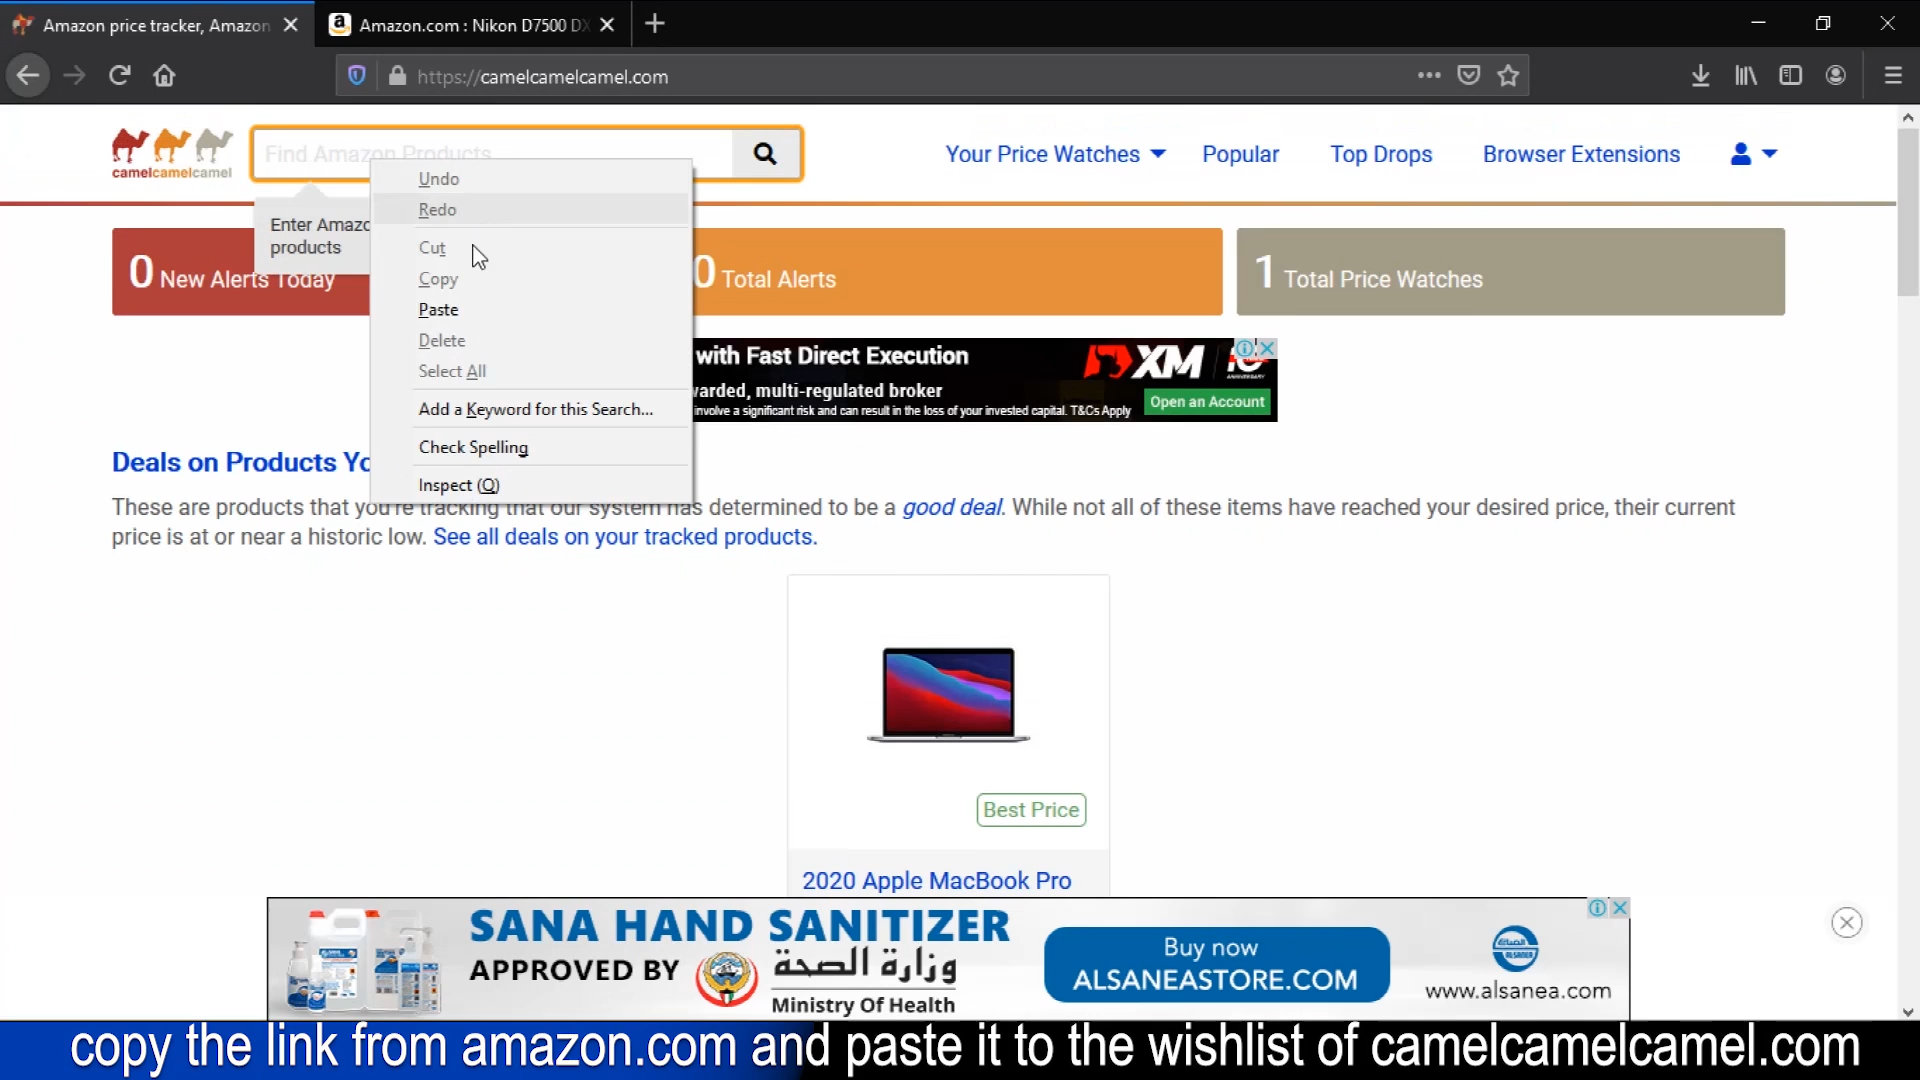 Amazon price tracker, Amazon
Amazon.com : Nikon D7500 DX
https://camelcamelcamel.com
camelcamelcamel
Find Amazon Products
Your Price Watches
Popular
Top Drops
Browser Extensions
Undo
Redo
Cut
Copy
Paste
Delete
Select All
Add a Keyword for this Search...
Check Spelling
Inspect (Q)
Enter Amazo
products
0 New Alerts Today
0 Total Alerts
1 Total Price Watches
with Fast Direct Execution
XM
involve a significant risk and can result in the loss of your invested capital. T&Cs Apply
multi-regulated broker
Open an Account
Deals on Products Yo
These are products that you're tracking that our system has determined to be a good deal. While not all of these items have reached your desired price, their current
price is at or near a historic low. See all deals on your tracked products.
Best Price
2020 Apple MacBook Pro
SANA HAND SANITIZER
APPROVED BY
وزارة الصحة
Ministry Of Health
Buy now
ALSANEASTORE.COM
www.alsanea.com
copy the link from amazon.com and paste it to the wishlist of camelcamelcamel.com